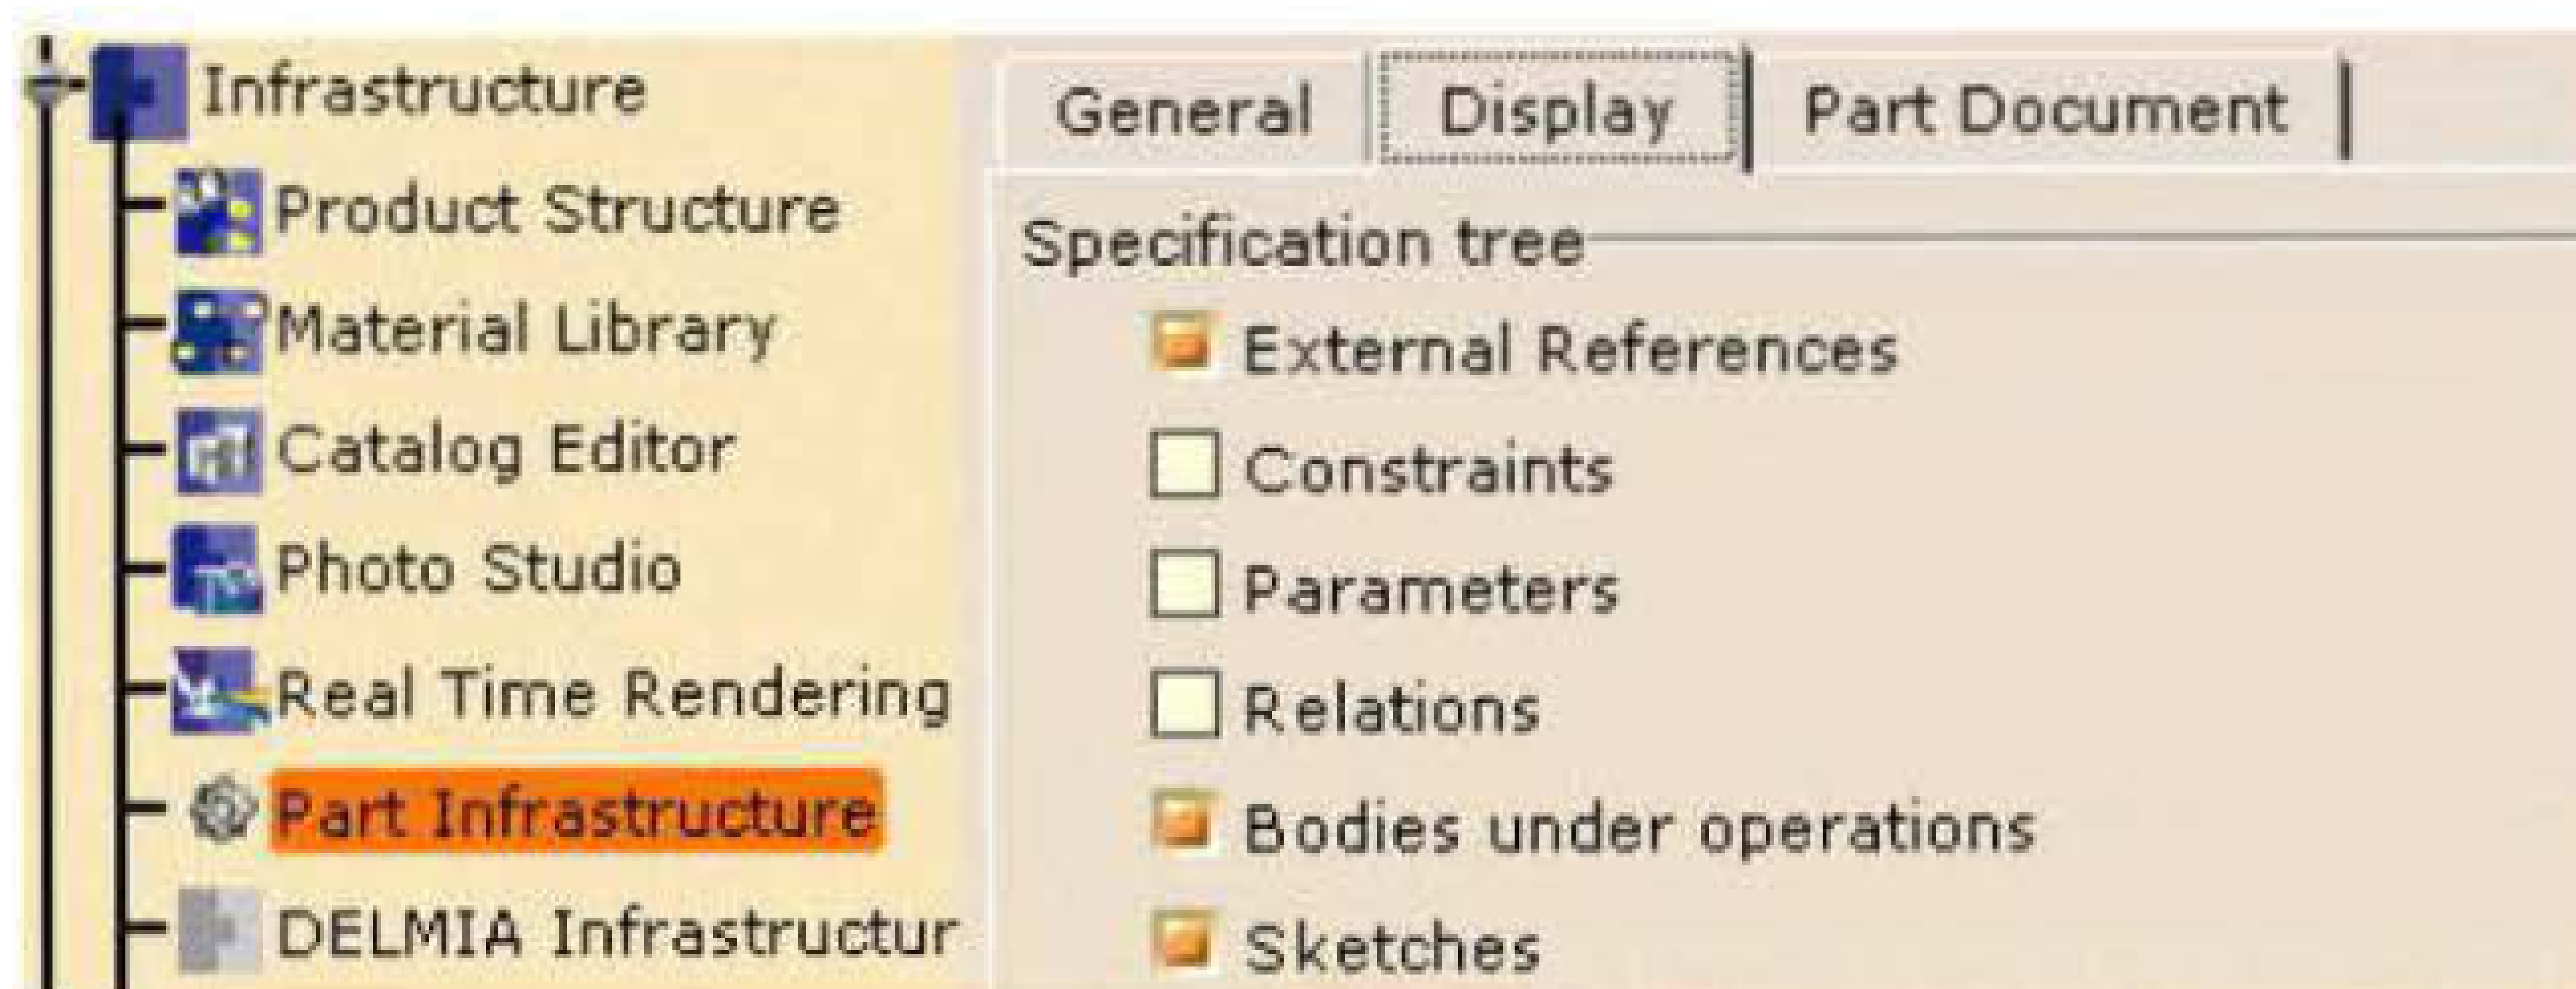 Infrastructure
Product Structure
Material Library
Catalog Editor
Photo Studio
Real Time Rendering
Part Infrastructure
DELMIA Infrastructur
General Display Part Document
Specification tree
External References
Constraints
Parameters
Relations
Bodies under operations
Sketches